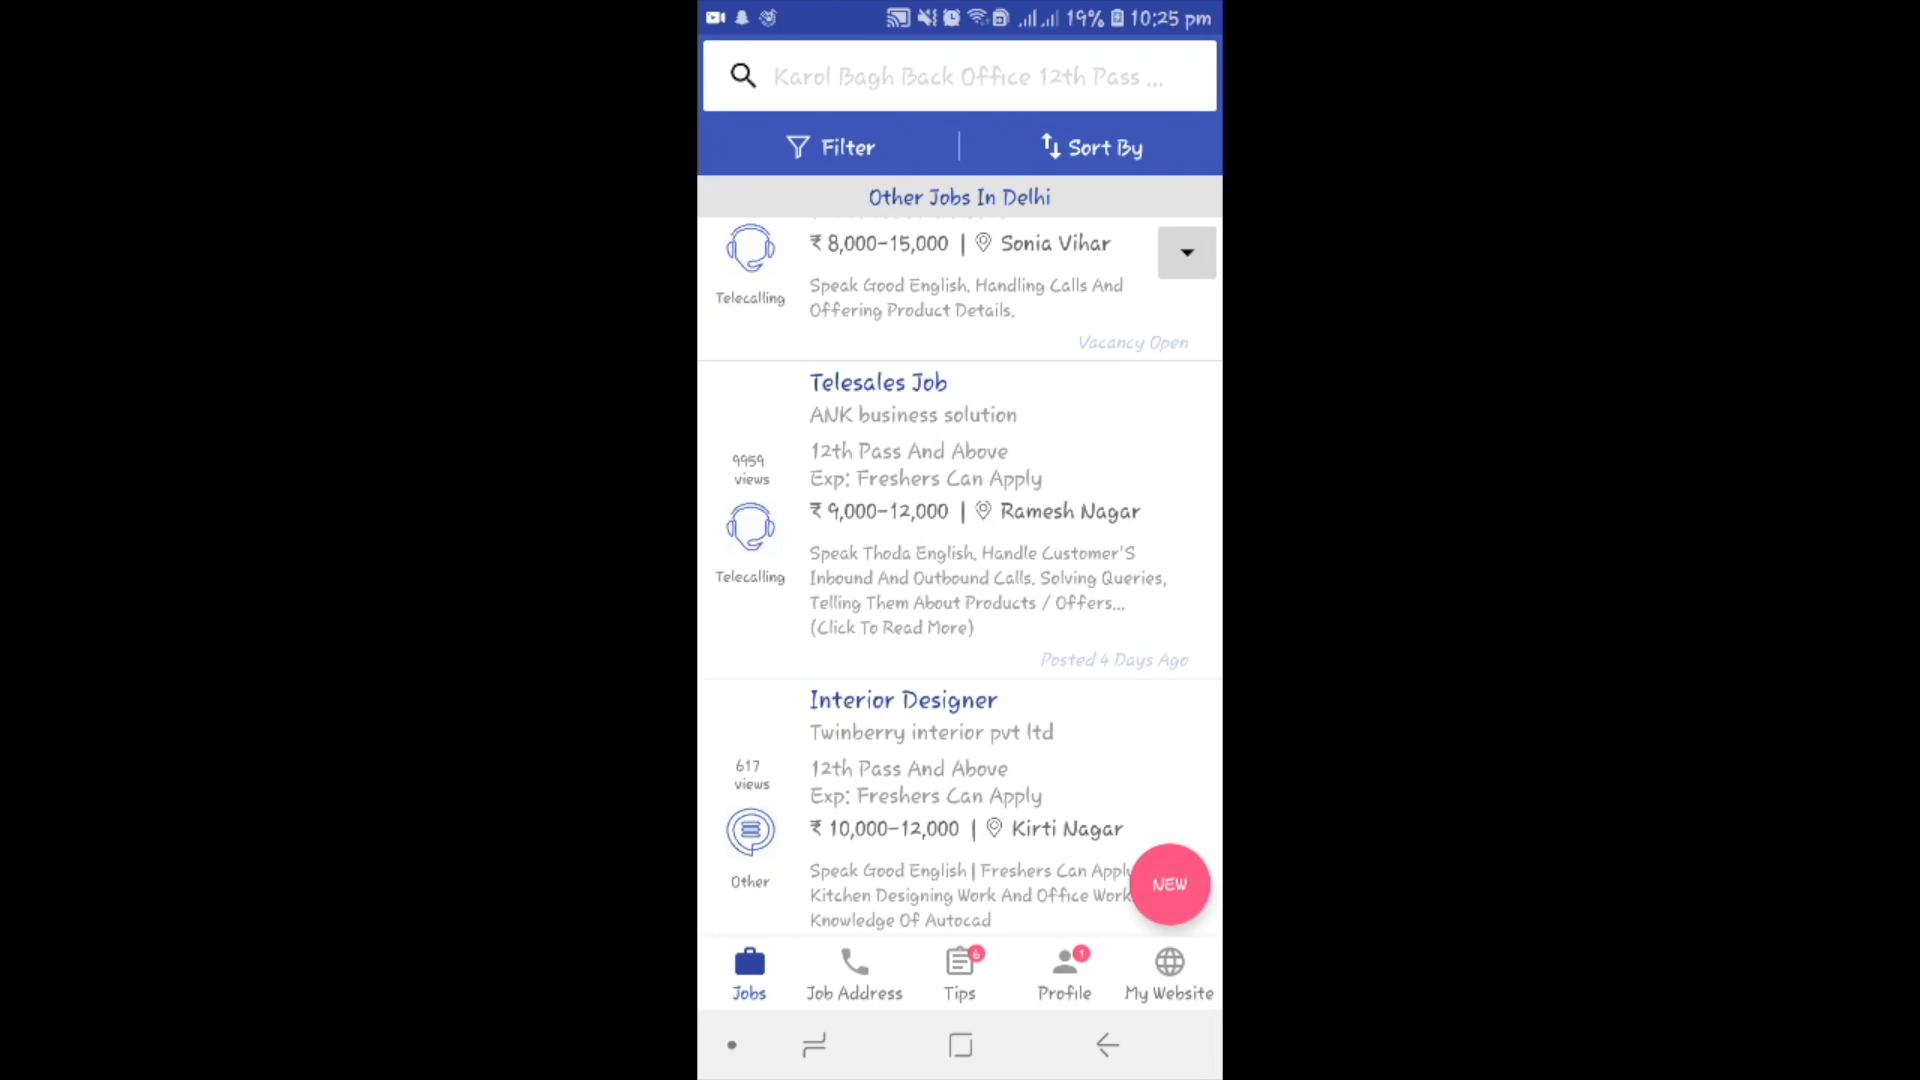 19% 10:25 pm
Karol Bagh Back Office 12th Pass ...
Filter
Sort By
Other Jobs In Delhi
₹ 8,000-15,000 | Sonia Vihar
Telecalling
Speak Good English. Handling Calls And
Offering Product Details.
Vacancy Open
Telesales Job
ANK business solution
12th Pass And Above
9959
views
Exp: Freshers Can Apply
₹ 9,000-12,000 | Ramesh Nagar
Telecalling
Speak Thoda English. Handle Customer'S
Inbound And Outbound Calls. Solving Queries,
Telling Them About Products / Offers...
(Click To Read More)
Posted 4 Days Ago
Interior Designer
Twinberry interior pvt ltd
12th Pass And Above
617
views
Exp: Freshers Can Apply
₹ 10,000-12,000 | Kirti Nagar
Other
Speak Good English | Freshers Can Apply
Kitchen Designing Work And Office Work
Knowledge Of Autocad
NEW
6
1
Jobs
Job Address
Tips
Profile
My Website